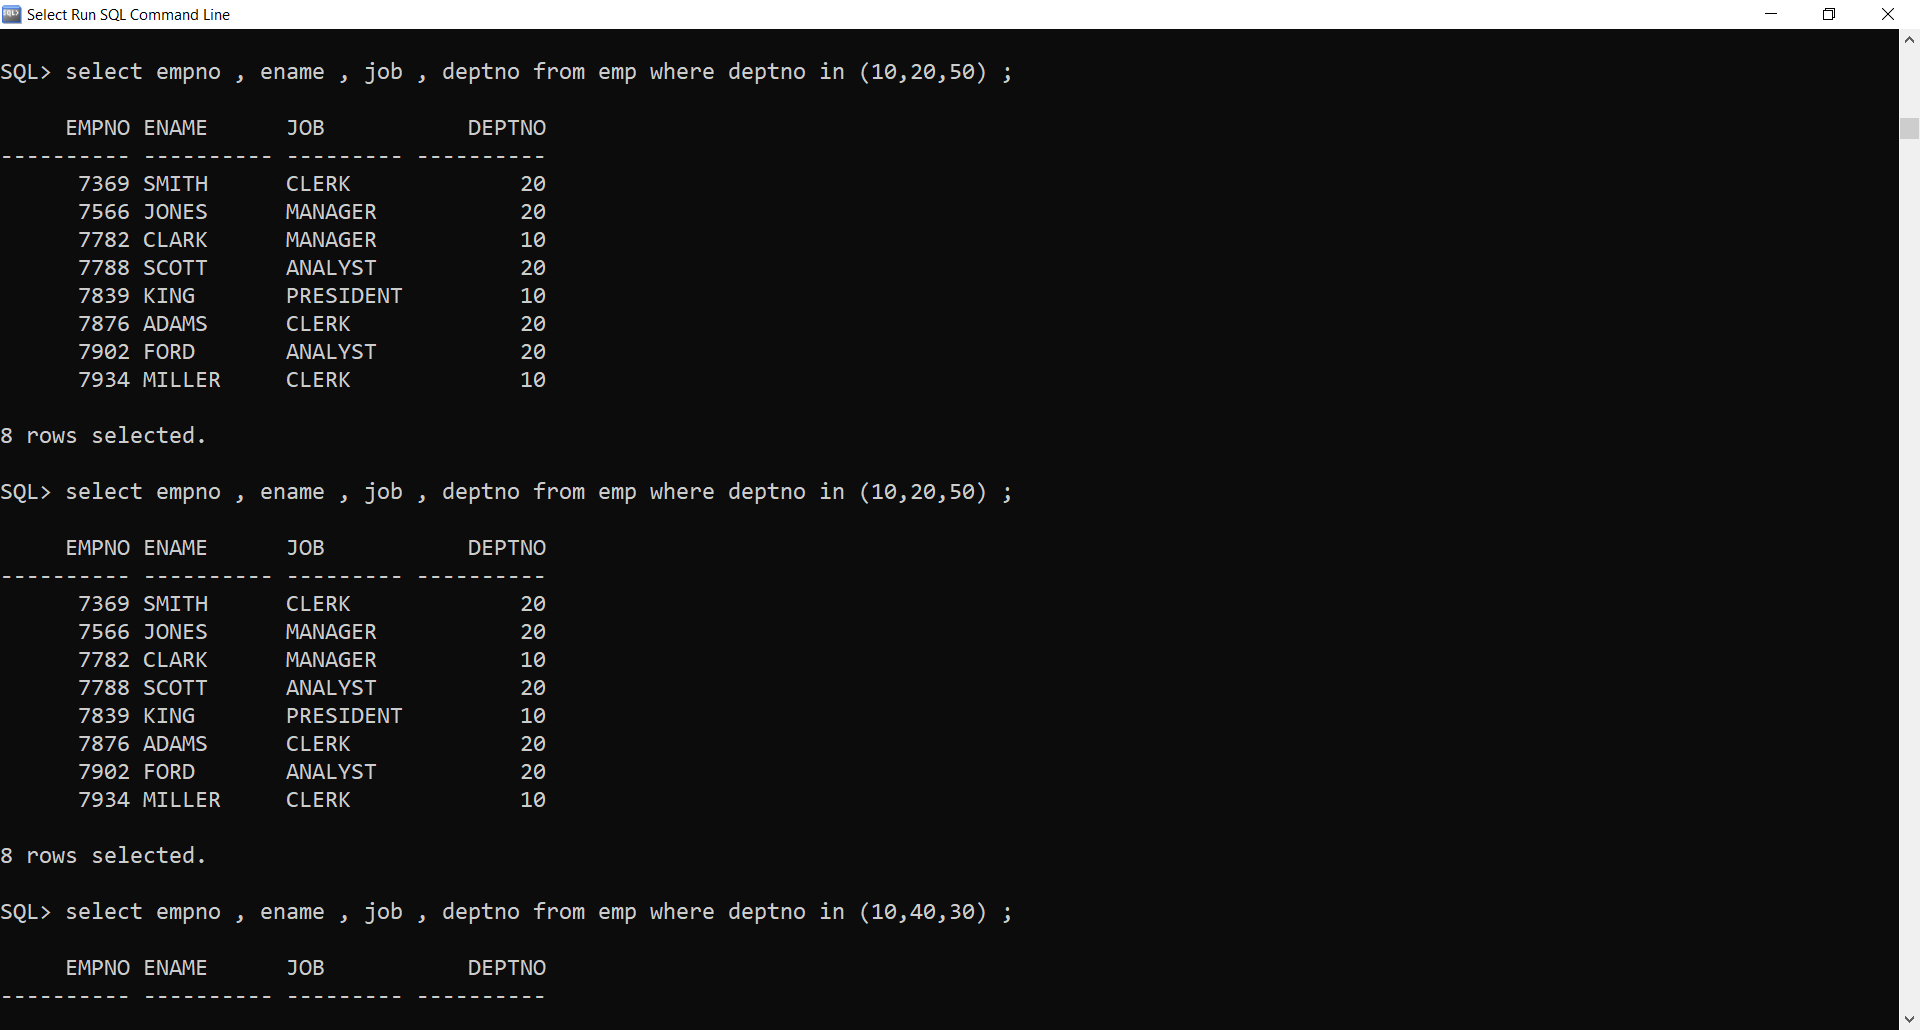 Select Run SQL Command Line
SQL> select empno , ename , job , deptno from emp where deptno in (10,20,50) ;
     EMPNO ENAME      JOB           DEPTNO
---------- ---------- --------- ----------
      7369 SMITH      CLERK             20
      7566 JONES      MANAGER           20
      7782 CLARK      MANAGER           10
      7788 SCOTT      ANALYST           20
      7839 KING       PRESIDENT         10
      7876 ADAMS      CLERK             20
      7902 FORD       ANALYST           20
      7934 MILLER     CLERK             10
8 rows selected.
SQL> select empno , ename , job , deptno from emp where deptno in (10,20,50) ;
     EMPNO ENAME      JOB           DEPTNO
---------- ---------- --------- ----------
      7369 SMITH      CLERK             20
      7566 JONES      MANAGER           20
      7782 CLARK      MANAGER           10
      7788 SCOTT      ANALYST           20
      7839 KING       PRESIDENT         10
      7876 ADAMS      CLERK             20
      7902 FORD       ANALYST           20
      7934 MILLER     CLERK             10
8 rows selected.
SQL> select empno , ename , job , deptno from emp where deptno in (10,40,30) ;
     EMPNO ENAME      JOB           DEPTNO
---------- ---------- --------- ----------